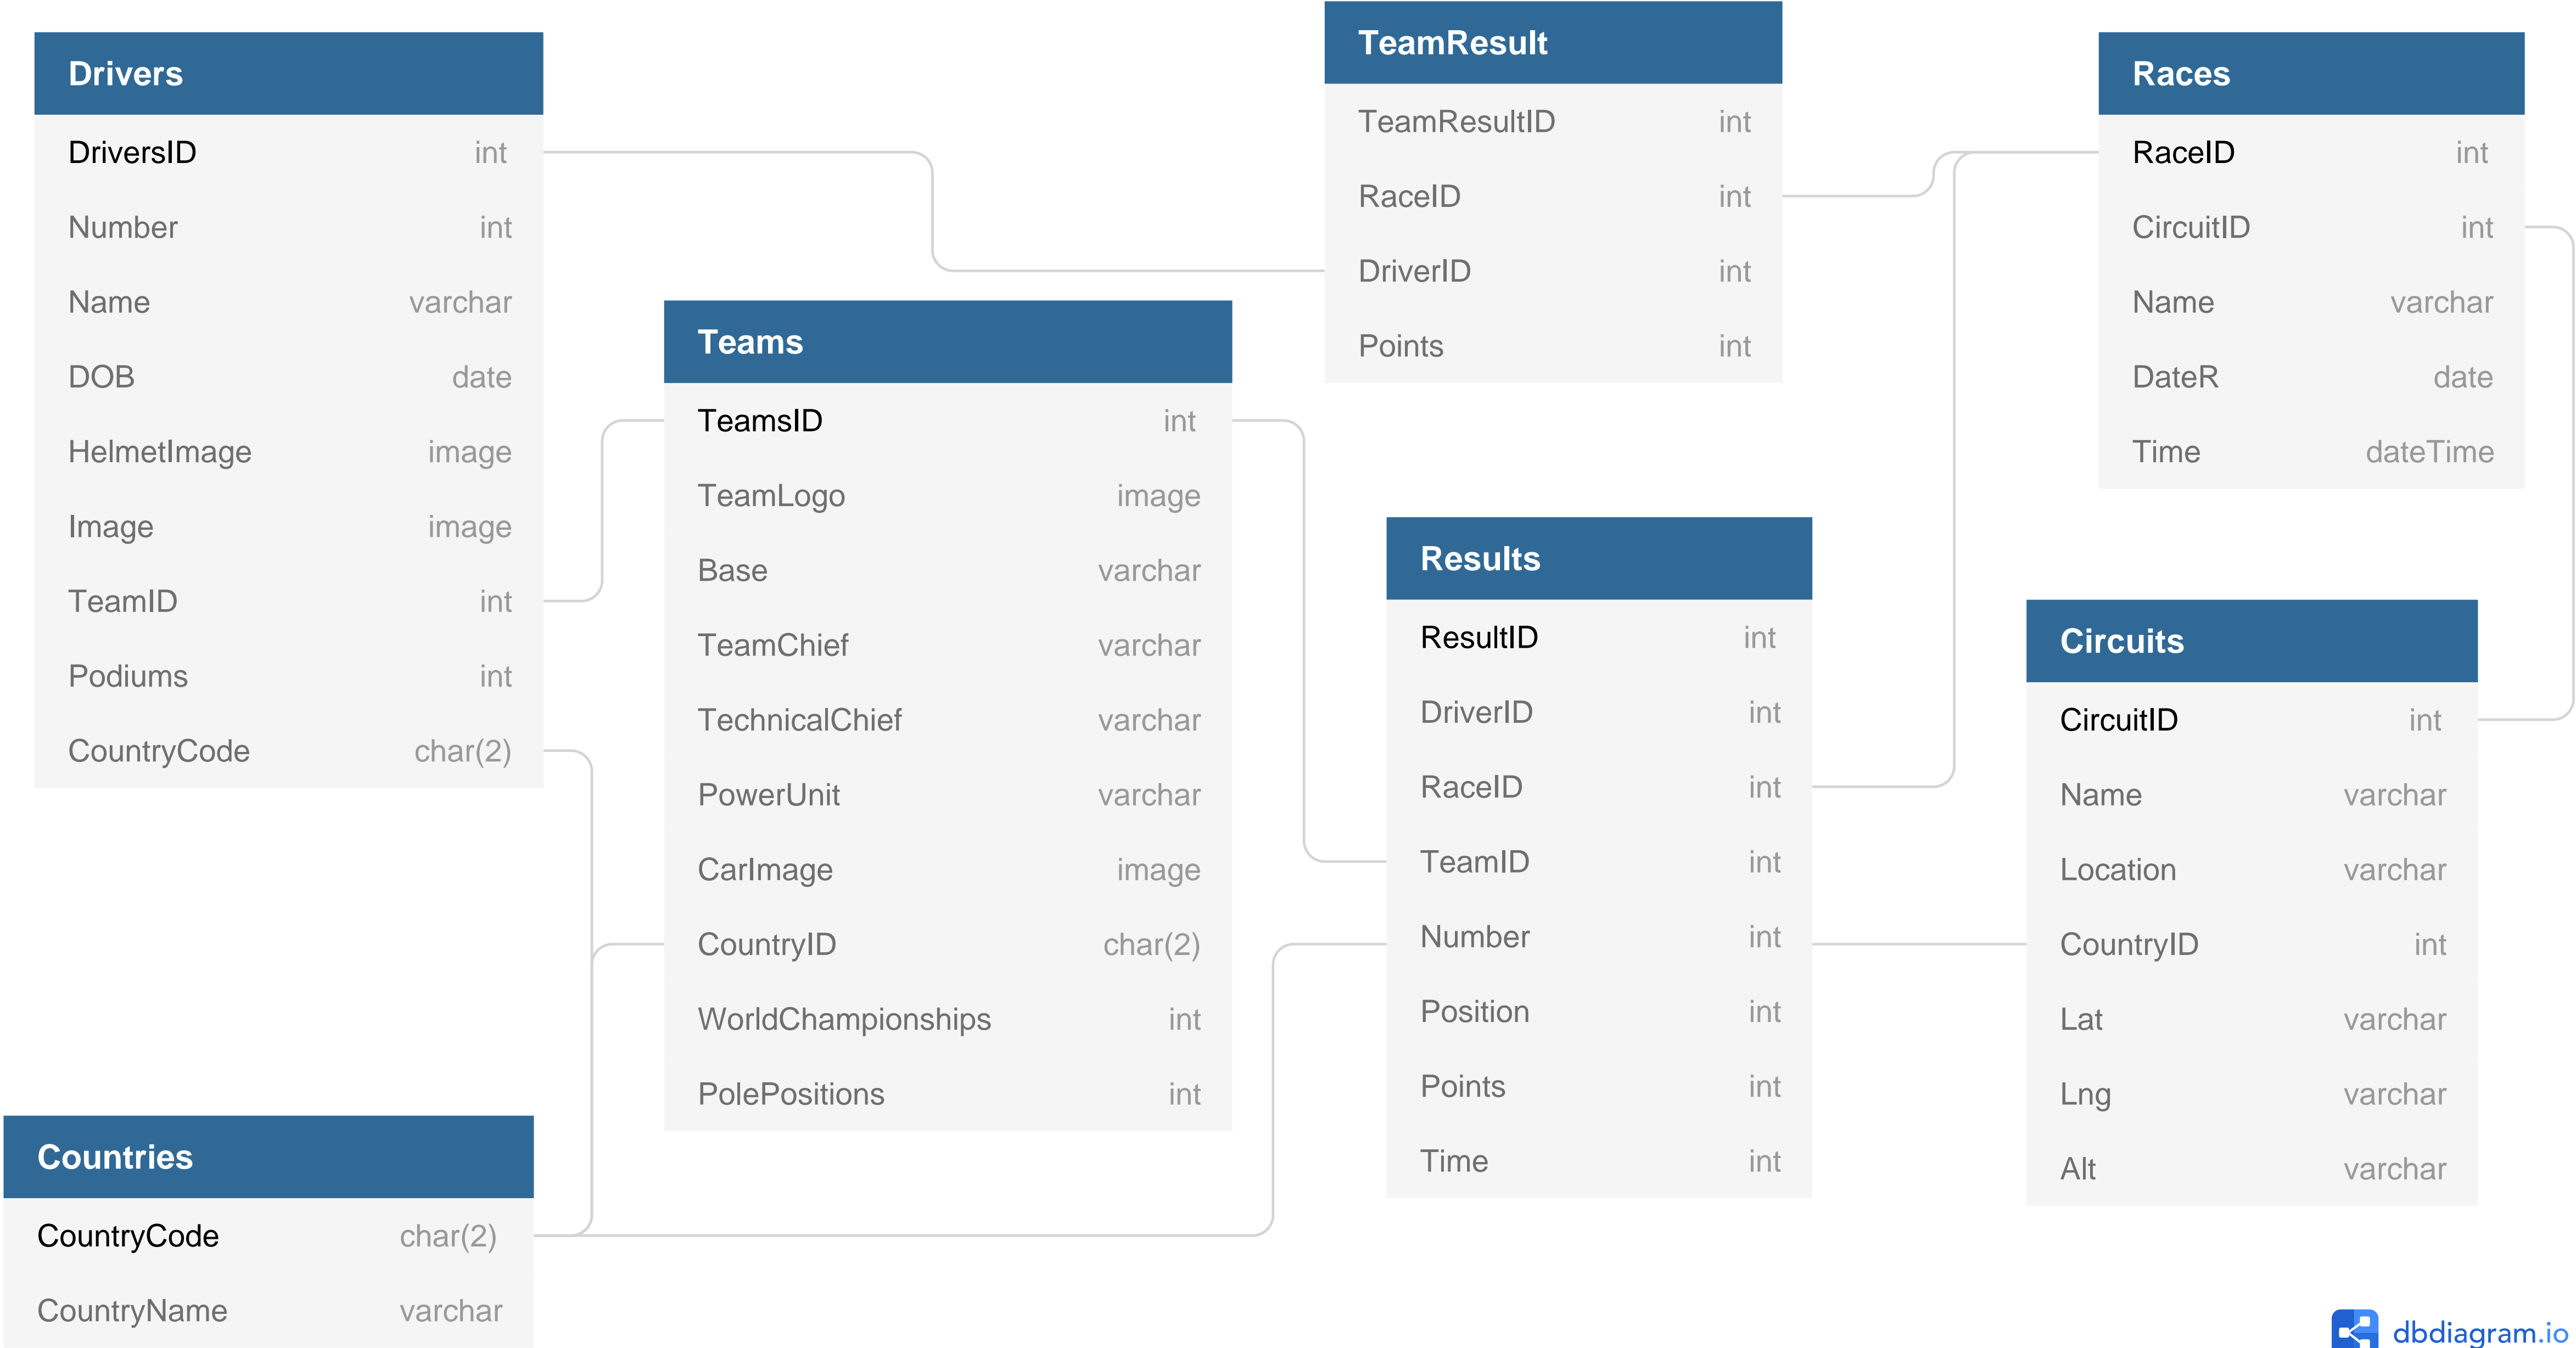 Drivers
DriversID int
Number int
Name varchar
DOB date
HelmetImage image
Image image
TeamID int
Podiums int
CountryCode char(2)
Countries
CountryCode char(2)
CountryName varchar
Teams
TeamsID int
TeamLogo image
Base varchar
TeamChief varchar
TechnicalChief varchar
PowerUnit varchar
CarImage image
CountryID char(2)
WorldChampionships int
PolePositions int
TeamResult
TeamResultID int
RaceID int
DriverID int
Points int
Results
ResultID int
DriverID int
RaceID int
TeamID int
Number int
Position int
Points int
Time int
Races
RaceID int
CircuitID int
Name varchar
DateR date
Time dateTime
Circuits
CircuitID int
Name varchar
Location varchar
CountryID int
Lat varchar
Lng varchar
Alt varchar
dbdiagram.io